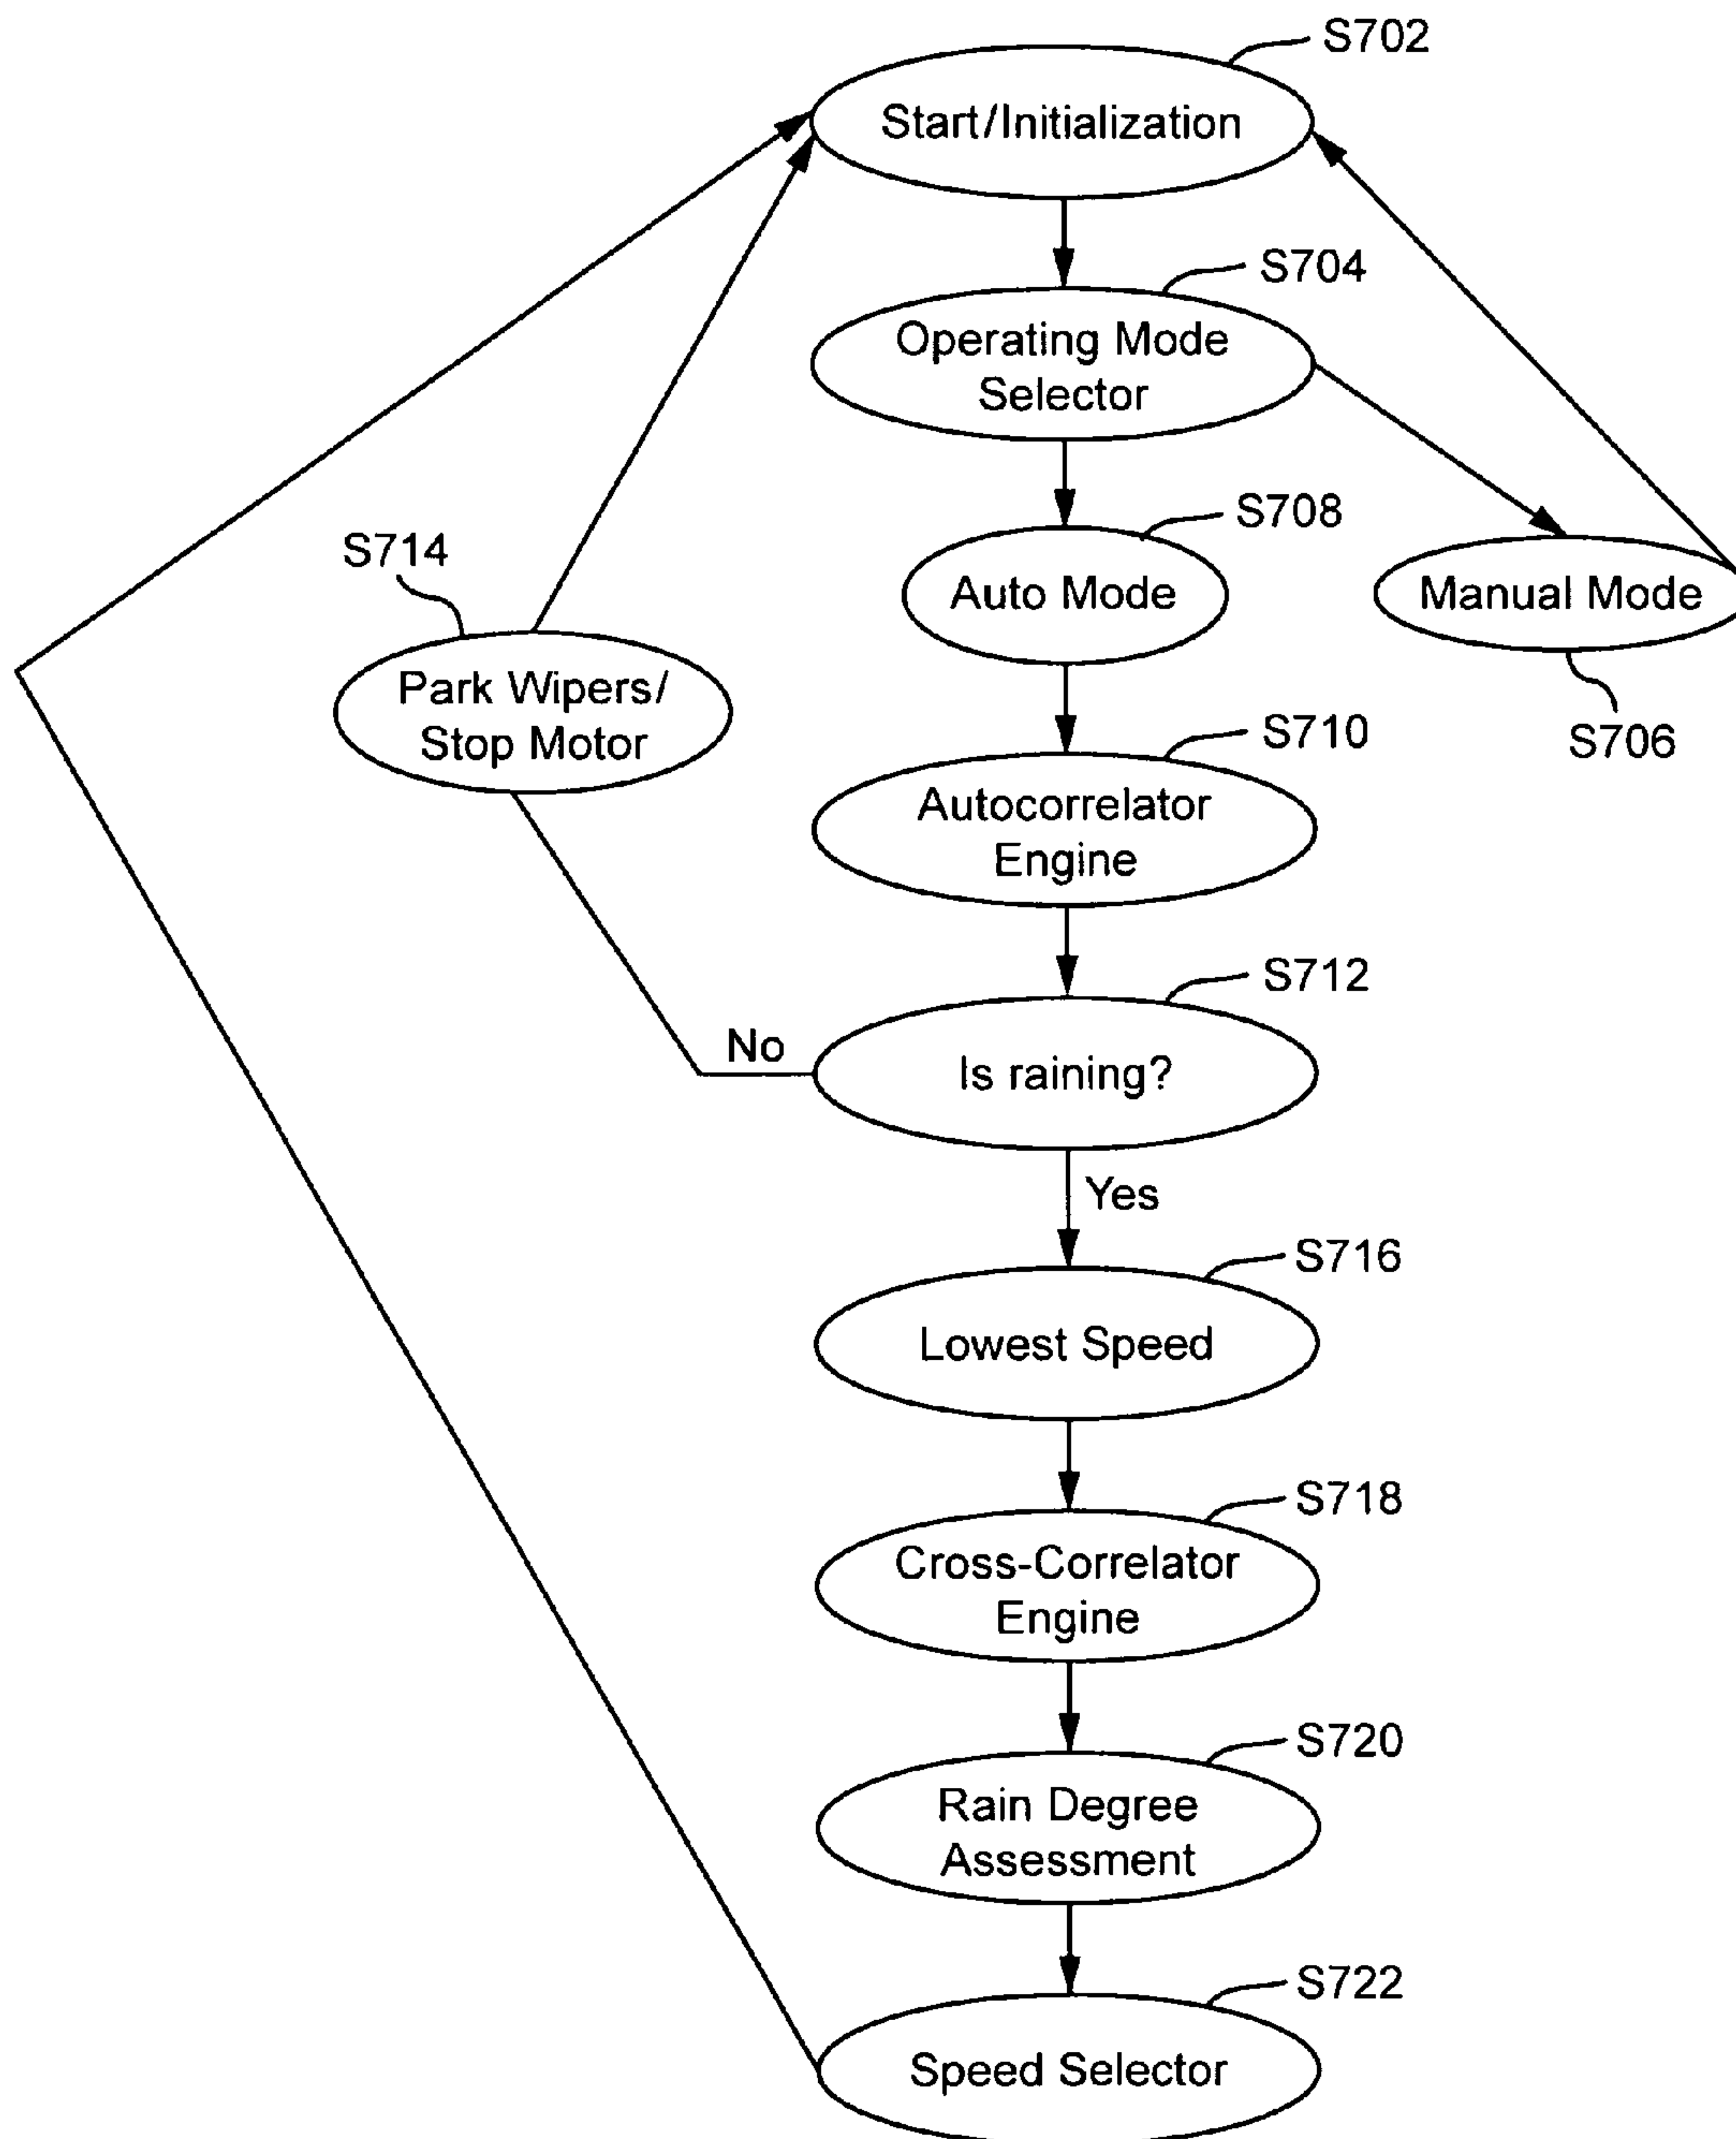 S702
Start/Initialization
S704
Operating Mode
Selector
S708
Auto Mode
Manual Mode
S706
S714
Park Wipers/
Stop Motor
S710
Autocorrelator
Engine
S712
Is raining?
No
Yes
S716
Lowest Speed
S718
Cross-Correlator
Engine
S720
Rain Degree
Assessment
S722
Speed Selector